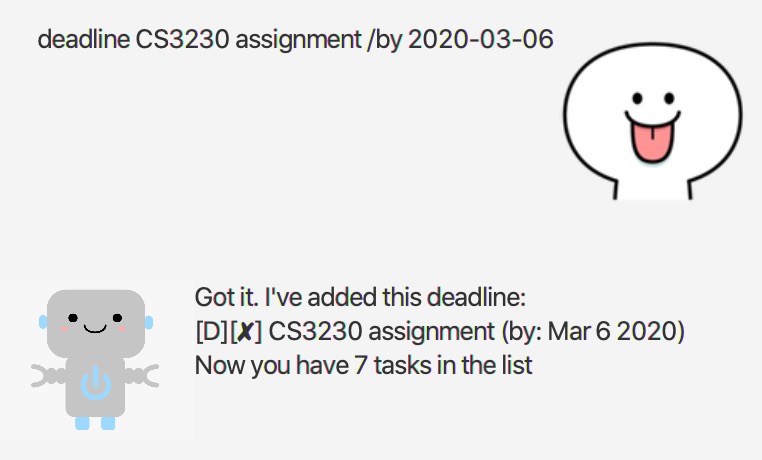 deadline CS3230 assignment /by 2020-03-06
Got it. I've added this deadline:
[D][✘] CS3230 assignment (by: Mar 6 2020)
Now you have 7 tasks in the list